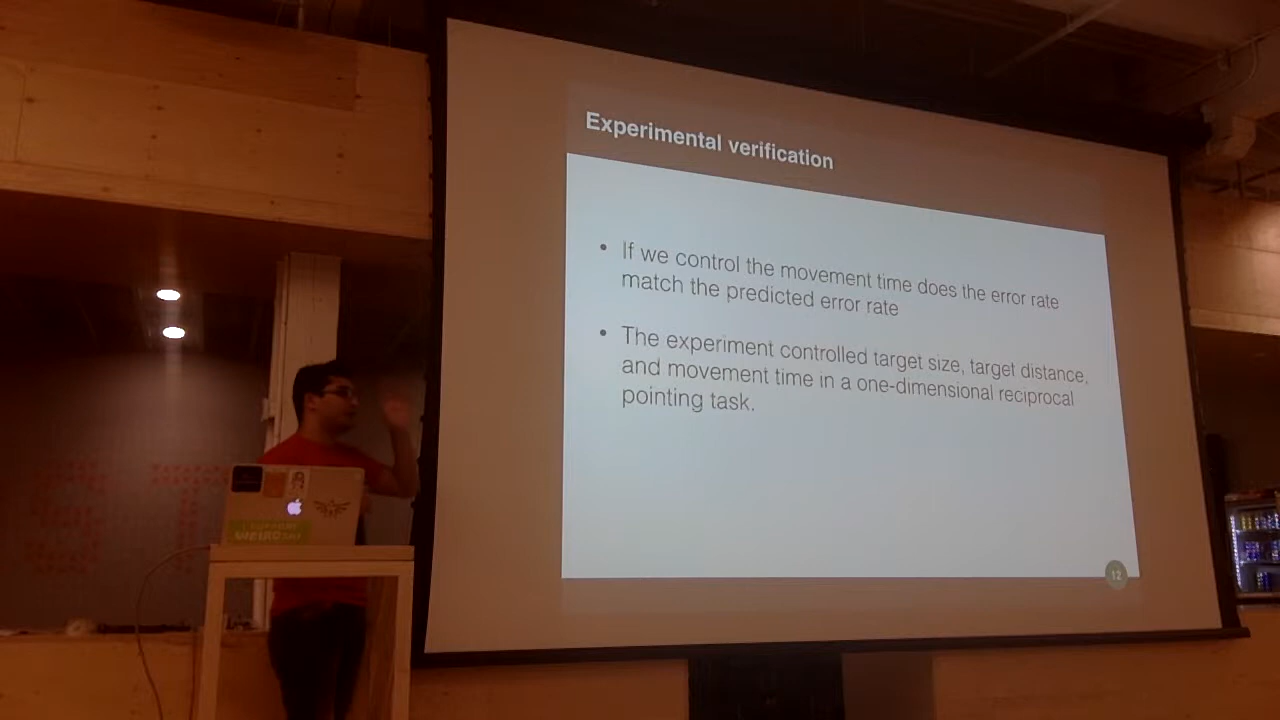 Experimental verification
• If we control the movement time does the error rate
match the predicted error rate
• The experiment controlled target size, target distance,
and movement time in a one-dimensional reciprocal
pointing task.
12